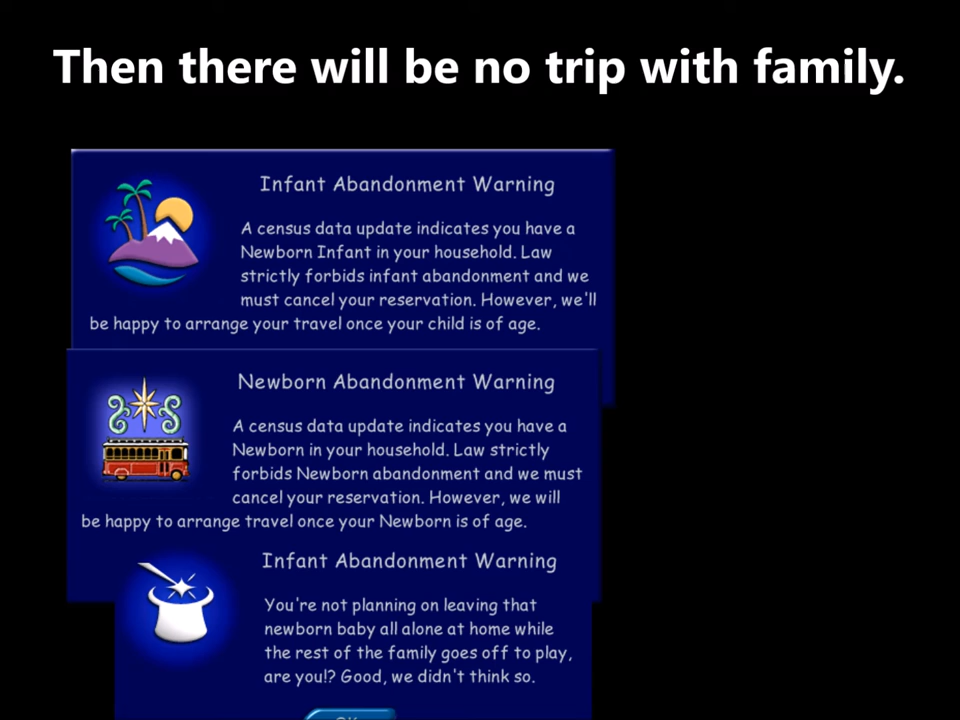 Then there will be no trip with family.
Infant Abandonment Warning
A census data update indicates you have a
Newborn Infant in your household. Law
strictly forbids infant abandonment and we
must cancel your reservation. However, we'll
be happy to arrange your travel once your child is of age.
Newborn Abandonment Warning
A census data update indicates you have a
Newborn in your household. Law strictly
forbids Newborn abandonment and we must
cancel your reservation. However, we will
be happy to arrange travel once your Newborn is of age.
Infant Abandonment Warning
You're not planning on leaving that
newborn baby all alone at home while
the rest of the family goes off to play,
are you!? Good, we didn't think so.